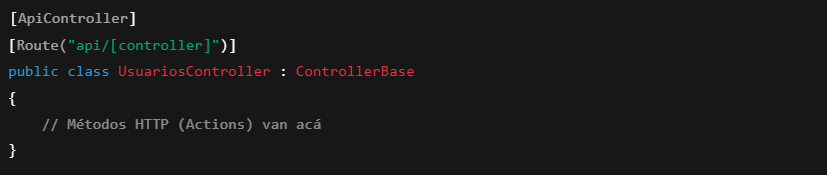 [ApiController]
[Route("api/[controller]")]
public class UsuariosController : ControllerBase
{
    // Métodos HTTP (Actions) van acá
}